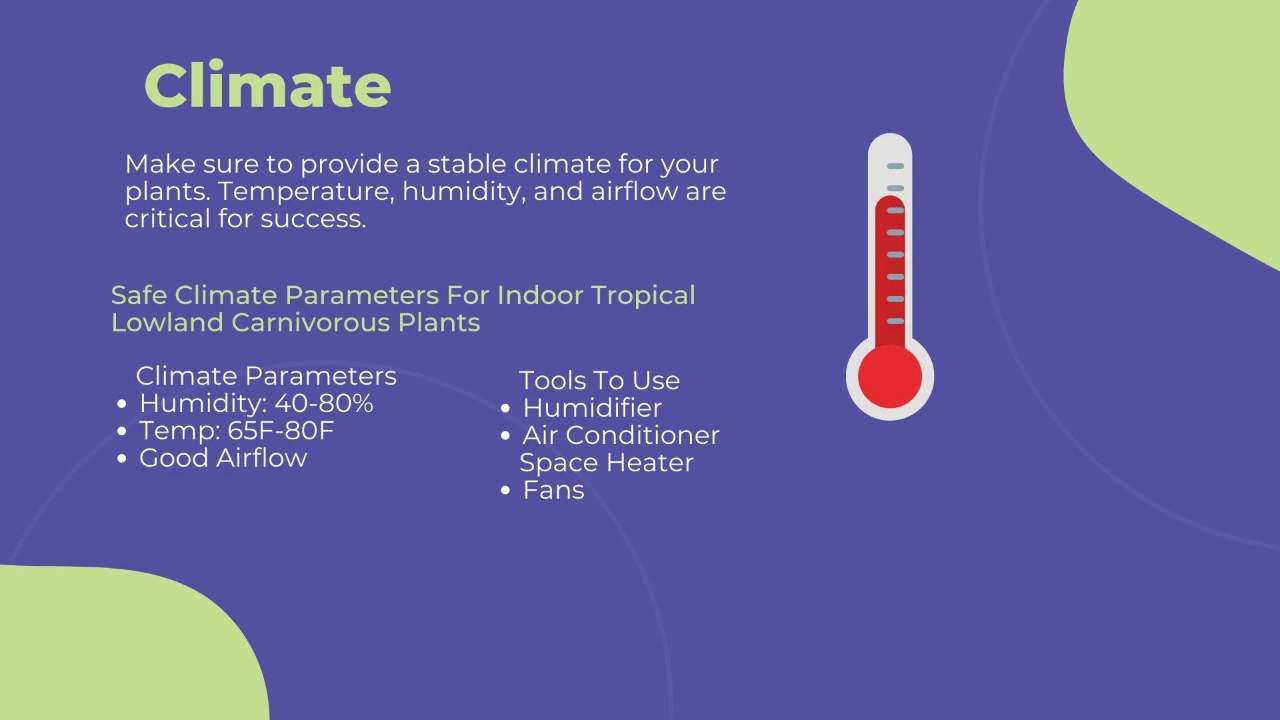 Climate
Make sure to provide a stable climate for your
plants. Temperature, humidity, and airflow are
critical for success.
Safe Climate Parameters For Indoor Tropical
Lowland Carnivorous Plants
Climate Parameters
• Humidity: 40-80%
• Temp: 65F-80F
• Good Airflow
Tools To Use
• Humidifier
• Air Conditioner
Space Heater
• Fans